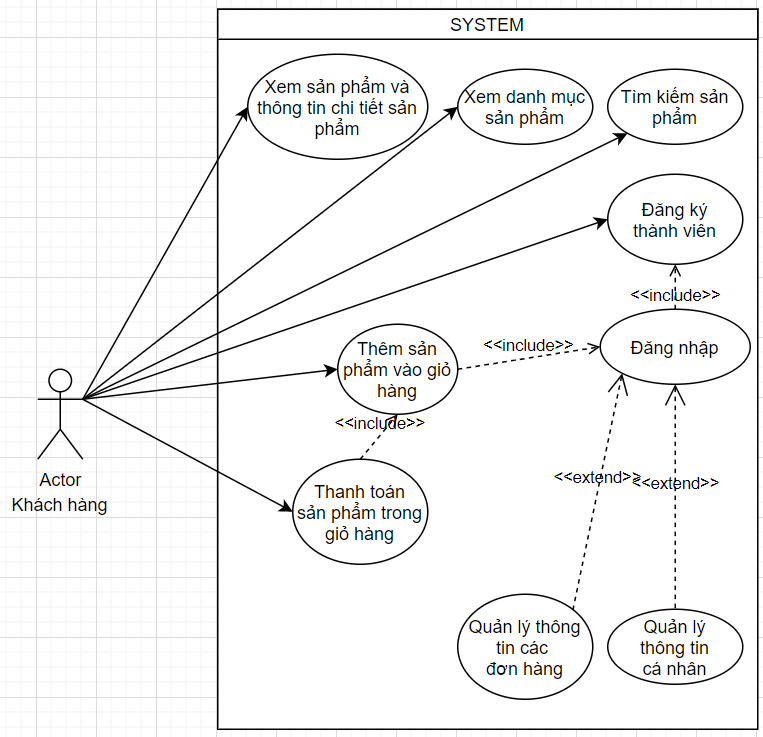 SYSTEM
Xem sản phẩm và
thông tin chi tiết sản
phẩm
Xem danh mục
sản phẩm
Tìm kiếm sản
phẩm
Đăng ký
thành viên
<<include>>
Đăng nhập
<<include>>
Thêm sản
phẩm vào giỏ
hàng
<<include>>
Actor
Khách hàng
Thanh toán
sản phẩm trong
giỏ hàng
<<extend>>
<<extend>>
Quản lý thông
tin các
đơn hàng
Quản lý
thông tin
cá nhân